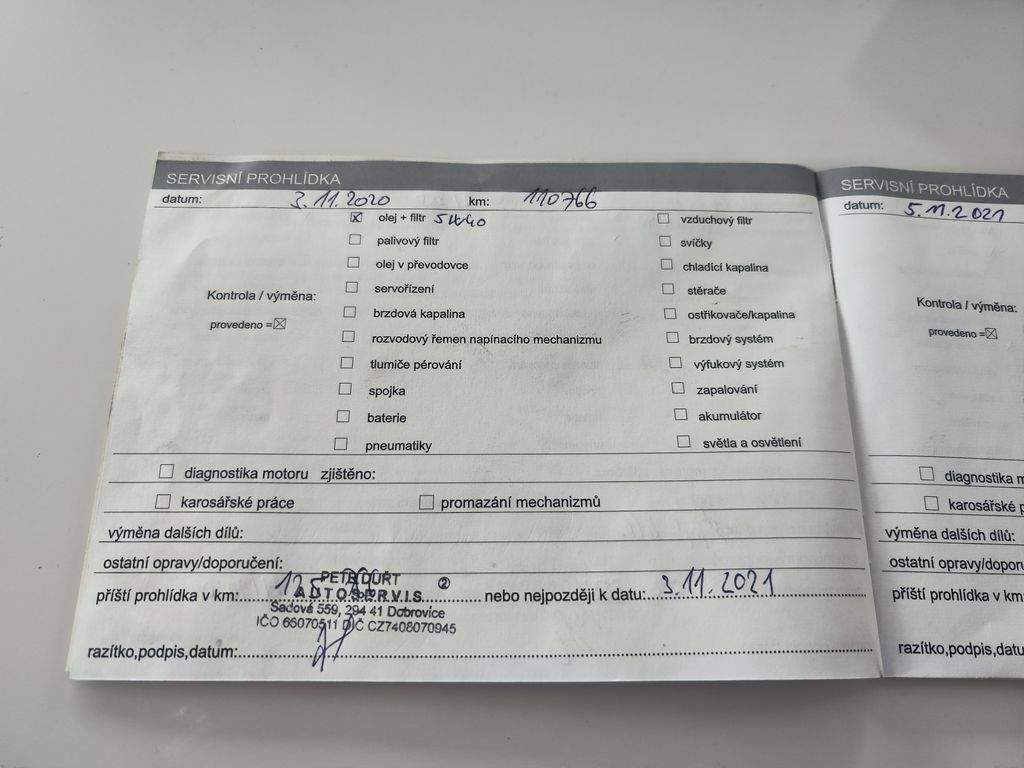 SERVISNÍ PROHLÍDKA
datum: 3.11.2020 km: 110766
☒ olej + filtr 5W40 ☐ vzduchový filtr
☐ palivový filtr ☐ svíčky
☐ olej v převodovce ☐ chladící kapalina
Kontrola / výměna: ☐ servořízení ☐ stěrače
provedeno =☒ ☐ brzdová kapalina ☐ ostřikovače/kapalina
☐ rozvodový řemen napínacího mechanizmu ☐ brzdový systém
☐ tlumiče pérování ☐ výfukový systém
☐ spojka ☐ zapalování
☐ baterie ☐ akumulátor
☐ pneumatiky ☐ světla a osvětlení
☐ diagnostika motoru zjištěno:
☐ karosářské práce ☐ promazání mechanizmů
výměna dalších dílů:
ostatní opravy/doporučení:
PETR DURT ②
příští prohlídka v km: nebo nejpozději k datu: 3.11.2021
AUTOSERVIS
Sadová 559, 294 41 Dobrovice
IČO 66070511 DIČ CZ7408070945
razítko,podpis,datum:
SERVISNÍ PROHLÍDKA
datum: 5.11.2021
Kontrola / výměna:
provedeno =☒
☐ diagnostika
☐ karosářské
výměna dalších dílů:
ostatní
příští prohlídka v km
razítko,podpis,